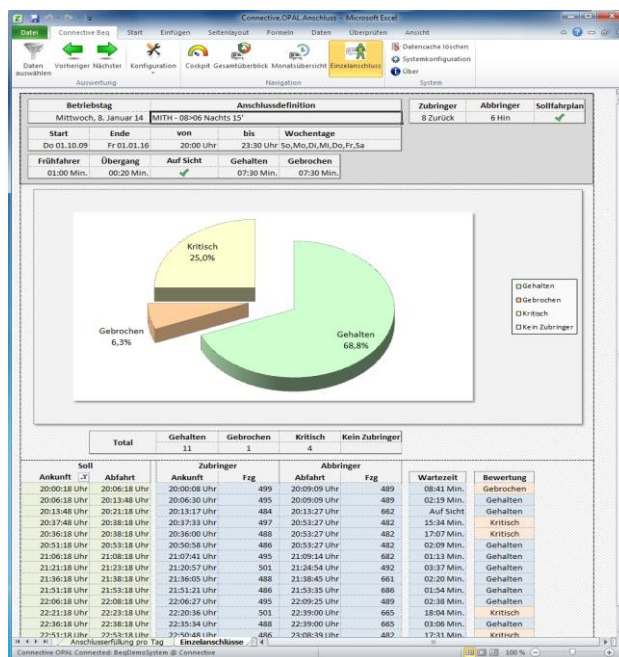 Connective.OPAL.Anschluss - Microsoft Excel
Datei Connective Beq Start Einfügen Seitenlayout Formeln Daten Überprüfen Ansicht
Daten auswählen Vorheriger Nächster Konfiguration Cockpit Gesamtüberblick Monatsübersicht Einzelanschluss
Datencache löschen
Systemkonfiguration
Über
Auswertung Navigation System
Betriebstag Anschlussdefinition Zubringer Abbringer Sollfahrplan
Mittwoch, 8. Januar 14 MITH - 08>06 Nachts 15' 8 Zurück 6 Hin
Start Ende von bis Wochentage
Do 01.10.09 Fr 01.01.16 20:00 Uhr 23:30 Uhr So,Mo,Di,Mi,Do,Fr,Sa
Frühfahrer Übergang Auf Sicht Gehalten Gebrochen
01:00 Min. 00:20 Min. 07:30 Min. 07:30 Min.
Kritisch
25,0%
Gebrochen
6,3%
Gehalten
68,8%
Gehalten
Gebrochen
Kritisch
Kein Zubringer
Total Gehalten Gebrochen Kritisch Kein Zubringer
11 1 4
Soll Zubringer Abbringer
Ankunft Abfahrt Ankunft Fzg Abfahrt Fzg Wartezeit Bewertung
20:00:18 Uhr 20:06:18 Uhr 20:00:08 Uhr 499 20:09:09 Uhr 489 08:41 Min. Gebrochen
20:06:18 Uhr 20:13:48 Uhr 20:06:30 Uhr 495 20:09:09 Uhr 489 02:19 Min. Gehalten
20:13:48 Uhr 20:21:18 Uhr 20:13:17 Uhr 484 20:13:27 Uhr 662 Auf Sicht Gehalten
20:37:48 Uhr 20:38:18 Uhr 20:37:33 Uhr 497 20:53:27 Uhr 482 15:34 Min. Kritisch
20:36:18 Uhr 20:38:18 Uhr 20:36:00 Uhr 488 20:53:27 Uhr 482 17:07 Min. Kritisch
20:51:18 Uhr 20:53:18 Uhr 20:50:58 Uhr 486 20:53:27 Uhr 482 02:09 Min. Gehalten
21:06:18 Uhr 21:08:18 Uhr 21:07:41 Uhr 495 21:09:14 Uhr 682 01:13 Min. Gehalten
21:21:18 Uhr 21:23:18 Uhr 21:20:57 Uhr 501 21:24:54 Uhr 492 03:37 Min. Gehalten
21:36:18 Uhr 21:38:18 Uhr 21:36:05 Uhr 488 21:38:45 Uhr 661 02:20 Min. Gehalten
21:51:18 Uhr 21:53:18 Uhr 21:51:21 Uhr 486 21:53:35 Uhr 686 01:54 Min. Gehalten
22:06:18 Uhr 22:08:18 Uhr 22:06:27 Uhr 495 22:09:25 Uhr 489 02:38 Min. Gehalten
22:21:18 Uhr 22:23:18 Uhr 22:20:36 Uhr 501 22:39:00 Uhr 665 18:04 Min. Kritisch
22:36:18 Uhr 22:38:18 Uhr 22:35:34 Uhr 488 22:39:00 Uhr 665 03:06 Min. Gehalten
22:51:18 Uhr 22:53:18 Uhr 22:50:48 Uhr 486 23:08:39 Uhr 482 17:31 Min. Kritisch
Anschlusserfüllung pro Tag Einzelanschlüsse
Connective OPAL Connected: BeqDemoSystem @ Connective 100 %